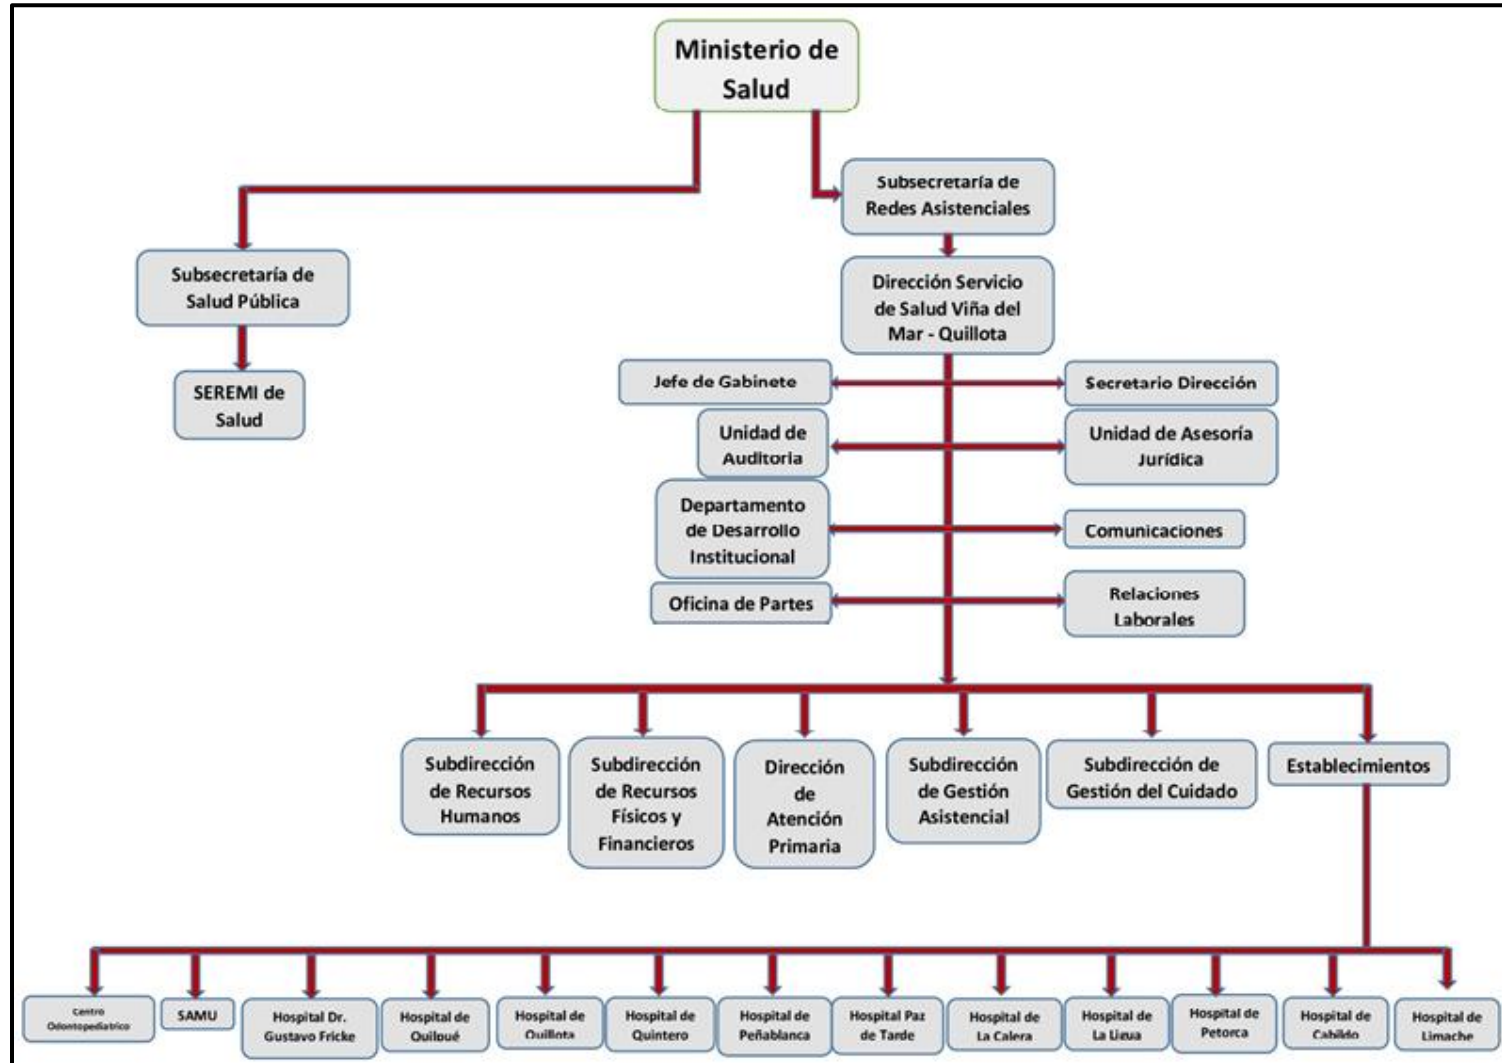 Ministerio de
Salud
Subsecretaría de
Redes Asistenciales
Subsecretaría de
Salud Pública
Dirección Servicio
de Salud Viña del
Mar - Quillota
SEREMI de
Salud
Jefe de Gabinete
Secretario Dirección
Unidad de
Auditoria
Unidad de Asesoría
Jurídica
Departamento
de Desarrollo
Institucional
Comunicaciones
Oficina de Partes
Relaciones
Laborales
Subdirección
de Recursos
Humanos
Subdirección
de Recursos
Físicos y
Financieros
Dirección
de
Atención
Primaria
Subdirección
de Gestión
Asistencial
Subdirección de
Gestión del Cuidado
Establecimientos
Centro
Odontopediatrico
SAMU
Hospital Dr.
Gustavo Fricke
Hospital de
Quilpué
Hospital de
Quillota
Hospital de
Quintero
Hospital de
Peñablanca
Hospital Paz
de Tarde
Hospital de
La Calera
Hospital de
La Ligua
Hospital de
Petorca
Hospital de
Cabildo
Hospital de
Limache